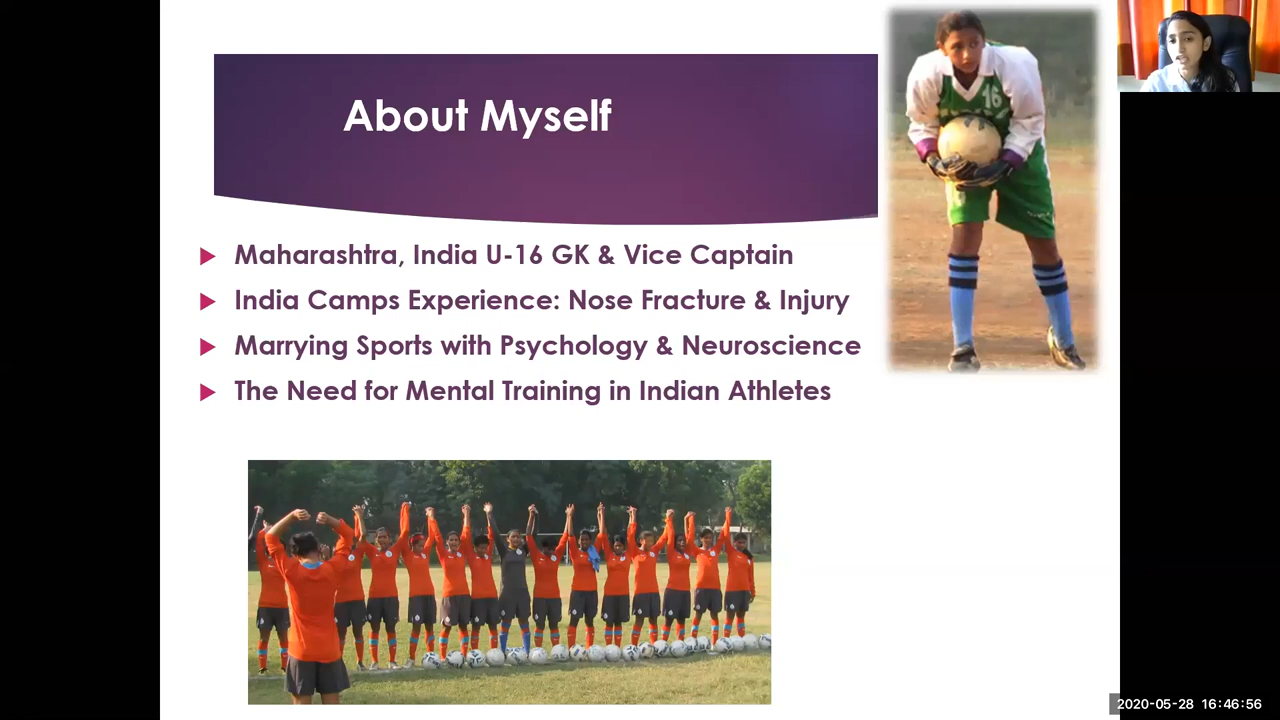 About Myself
16
Maharashtra, India U-16 GK & Vice Captain
India Camps Experience: Nose Fracture & Injury
Marrying Sports with Psychology & Neuroscience
The Need for Mental Training in Indian Athletes
2020-05-28 16:46:56